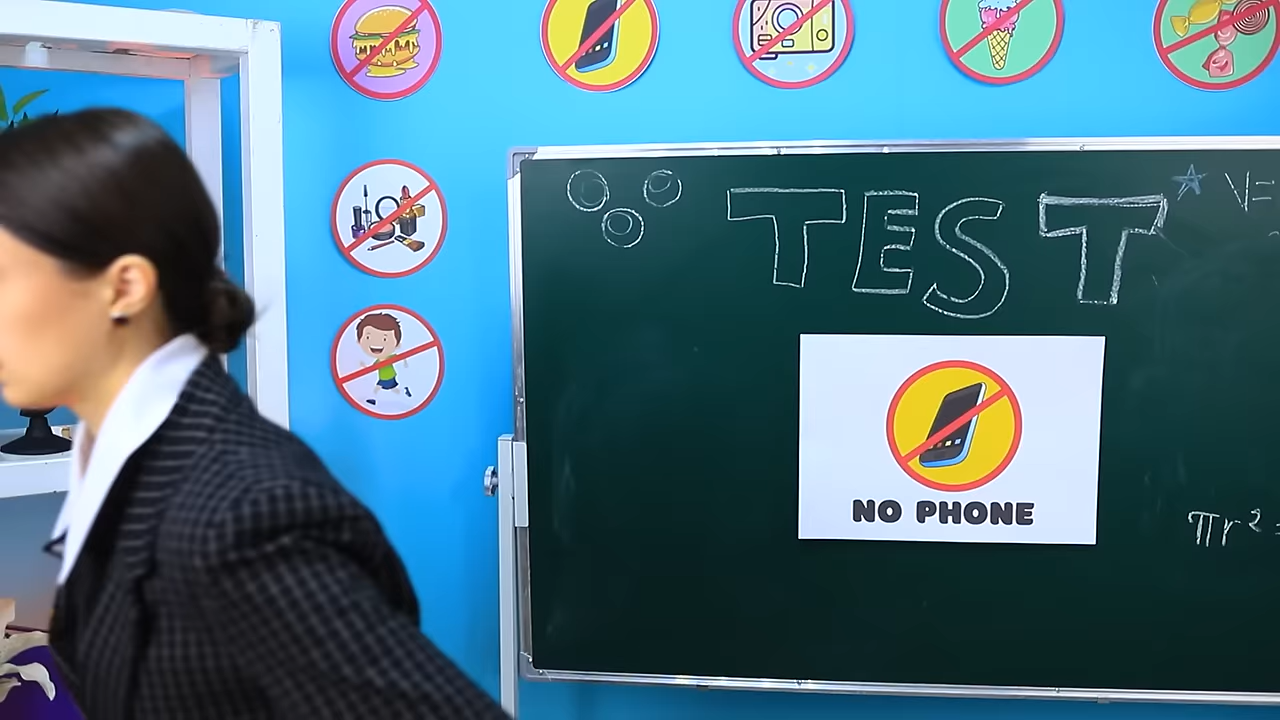 TEST
V=
NO PHONE
πr² =